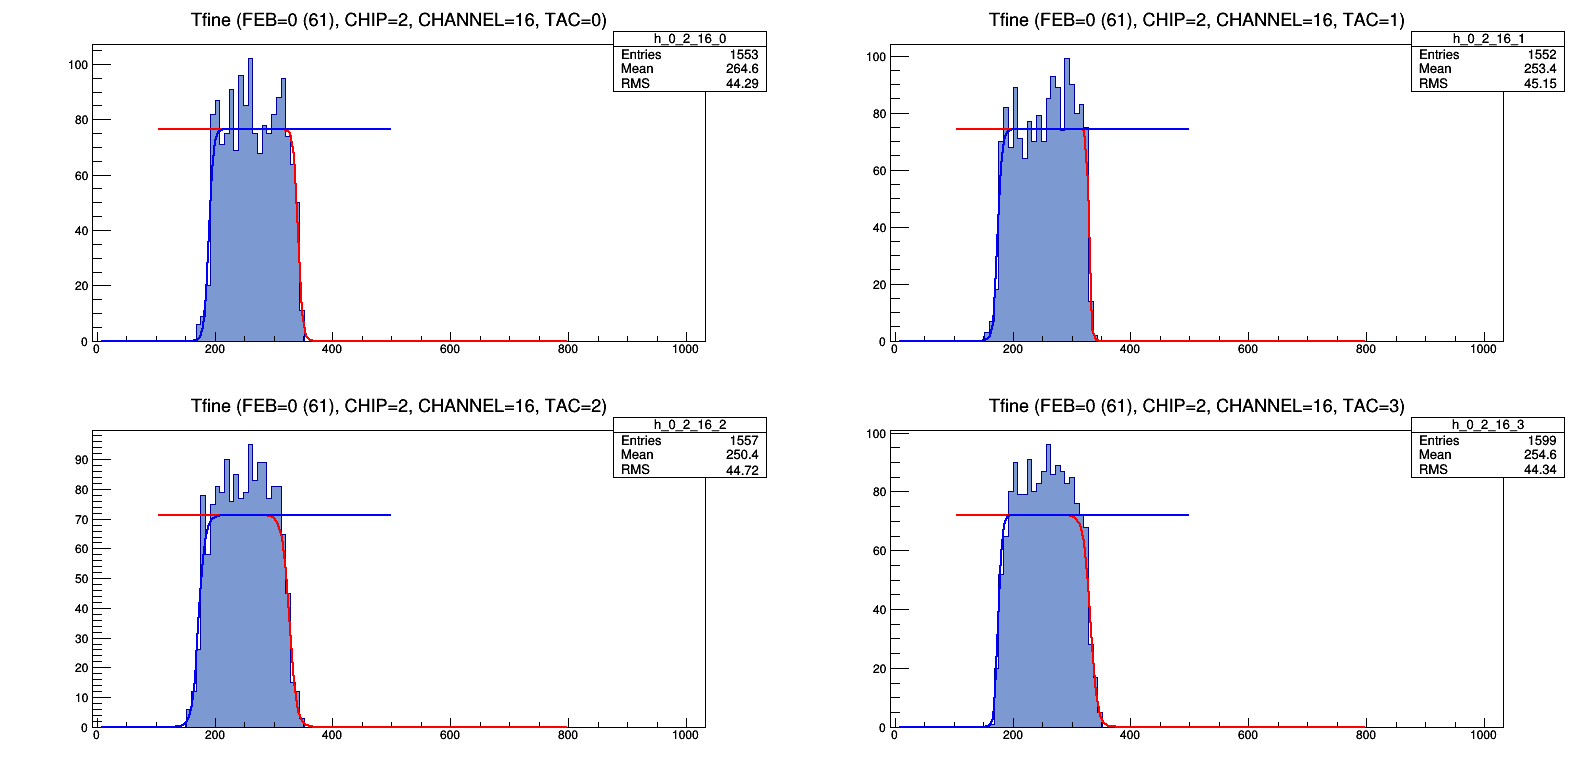 Tfine (FEB=0 (61), CHIP=2, CHANNEL=16, TAC=0)
h_0_2_16_0
Entries 1553
Mean 264.6
RMS 44.29
100
80
60
40
20
0
0 200 400 600 800 1000
Tfine (FEB=0 (61), CHIP=2, CHANNEL=16, TAC=1)
h_0_2_16_1
Entries 1552
Mean 253.4
RMS 45.15
100
80
60
40
20
0
0 200 400 600 800 1000
Tfine (FEB=0 (61), CHIP=2, CHANNEL=16, TAC=2)
h_0_2_16_2
Entries 1557
Mean 250.4
RMS 44.72
90
80
70
60
50
40
30
20
10
0
0 200 400 600 800 1000
Tfine (FEB=0 (61), CHIP=2, CHANNEL=16, TAC=3)
h_0_2_16_3
Entries 1599
Mean 254.6
RMS 44.34
100
80
60
40
20
0
0 200 400 600 800 1000